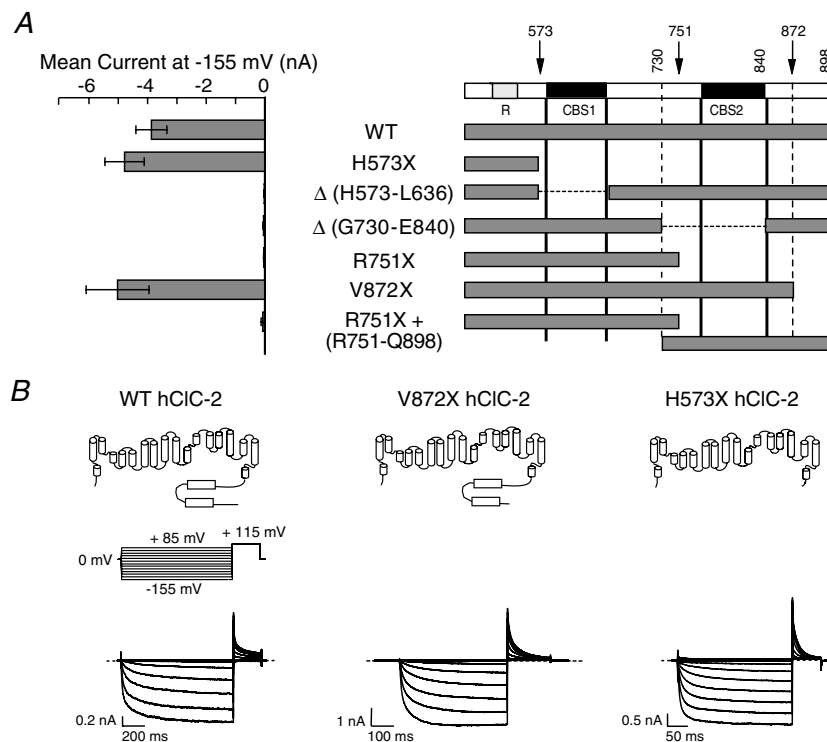 A
Mean Current at -155 mV (nA)
-6 -4 -2 0
573 751 872
730 840 898
R CBS1 CBS2
WT
H573X
Δ (H573-L636)
Δ (G730-E840)
R751X
V872X
R751X +
(R751-Q898)
B
WT hClC-2 V872X hClC-2 H573X hClC-2
+ 85 mV + 115 mV
0 mV
-155 mV
0.2 nA
200 ms
1 nA
100 ms
0.5 nA
50 ms